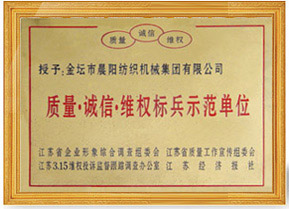 质量 诚信 维权
授予:金坛市晨阳纺织机械集团有限公司
质量·诚信·维权标兵示范单位
江苏省企业形象综合调查组委会 江苏省质量工作宣传组委会
江苏3.15维权投诉监督跟踪调查办公室 江苏经济报社